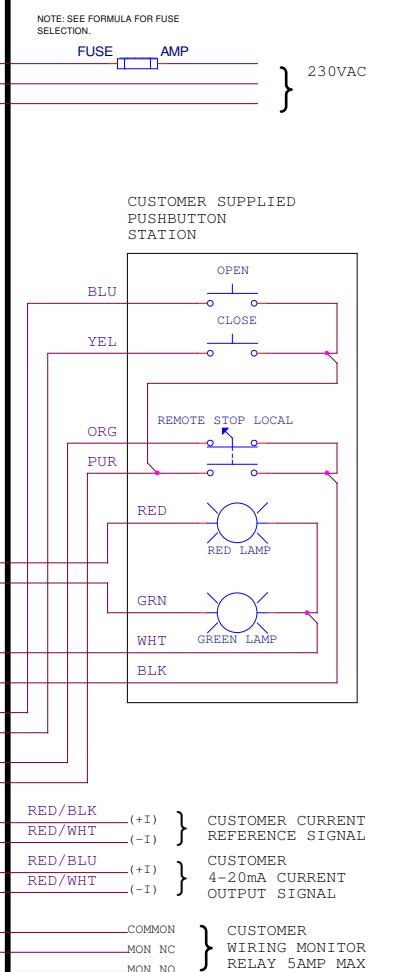 NOTE: SEE FORMULA FOR FUSE
SELECTION.
FUSE AMP
230VAC
CUSTOMER SUPPLIED
PUSHBUTTON
STATION
OPEN
BLU
CLOSE
YEL
REMOTE STOP LOCAL
ORG
PUR
RED
RED LAMP
GRN
GREEN LAMP
WHT
BLK
RED/BLK
(+I)
CUSTOMER CURRENT
RED/WHT
REFERENCE SIGNAL
(-I)
RED/BLU
CUSTOMER
(+I)
4-20mA CURRENT
RED/WHT
(-I)
OUTPUT SIGNAL
COMMON
CUSTOMER
MON NC
WIRING MONITOR
MON NO
RELAY 5AMP MAX